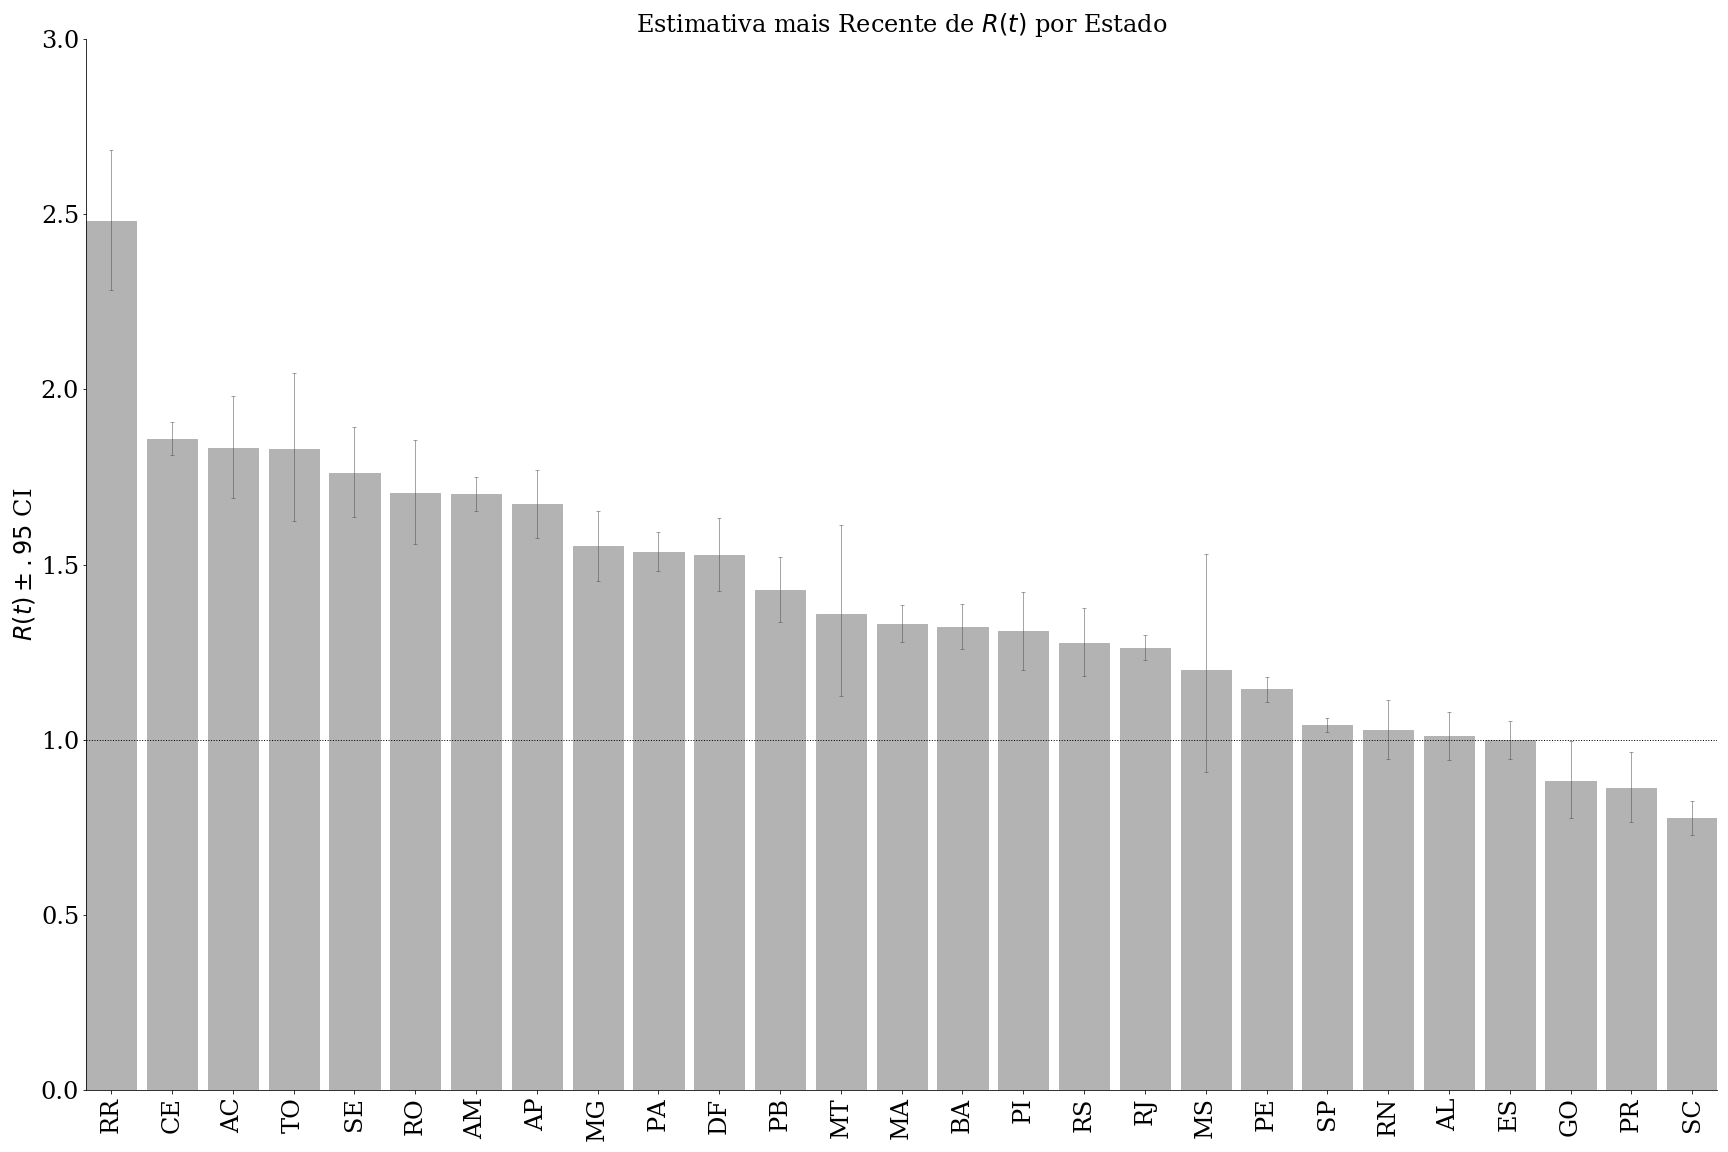 Estimativa mais Recente de R(t) por Estado
R(t) ± .95 CI
3.0
2.5
2.0
1.5
1.0
0.5
0.0
RR CE AC TO SE RO AM AP MG PA DF PB MT MA BA PI RS RJ MS PE SP RN AL ES GO PR SC